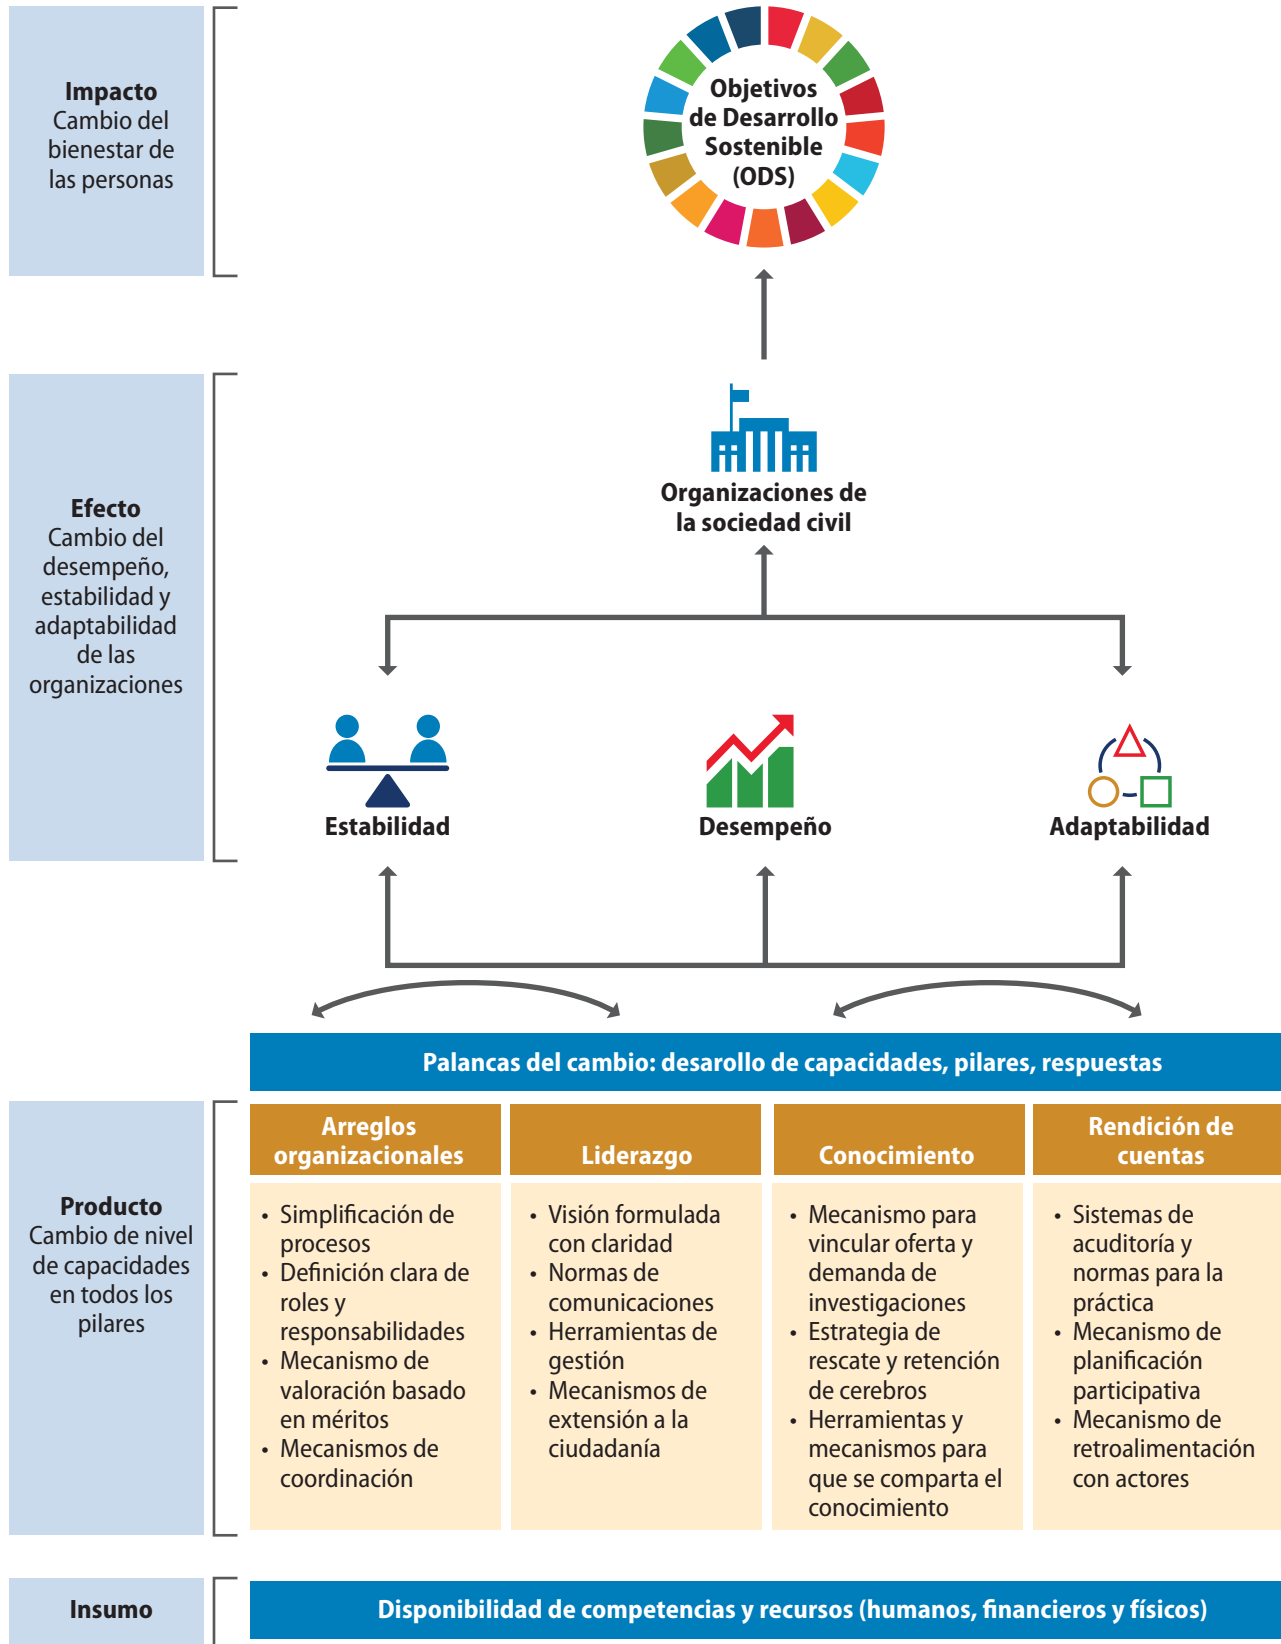 Impacto
Cambio del
bienestar de
las personas
Objetivos
de Desarrollo
Sostenible
(ODS)
Efecto
Cambio del
desempeño,
estabilidad y
adaptabilidad
de las
organizaciones
Organizaciones de
la sociedad civil
Estabilidad
Desempeño
Adaptabilidad
Palancas del cambio: desarollo de capacidades, pilares, respuestas
Producto
Cambio de nivel
de capacidades
en todos los
pilares
Arreglos
organizacionales
• Simplificación de
procesos
• Definición clara de
roles y
responsabilidades
• Mecanismo de
valoración basado
en méritos
• Mecanismos de
coordinación
Liderazgo
• Visión formulada
con claridad
• Normas de
comunicaciones
• Herramientas de
gestión
• Mecanismos de
extensión a la
ciudadanía
Conocimiento
• Mecanismo para
vincular oferta y
demanda de
investigaciones
• Estrategia de
rescate y retención
de cerebros
• Herramientas y
mecanismos para
que se comparta el
conocimiento
Rendición de
cuentas
• Sistemas de
acuditoría y
normas para la
práctica
• Mecanismo de
planificación
participativa
• Mecanismo de
retroalimentación
con actores
Insumo
Disponibilidad de competencias y recursos (humanos, financieros y físicos)